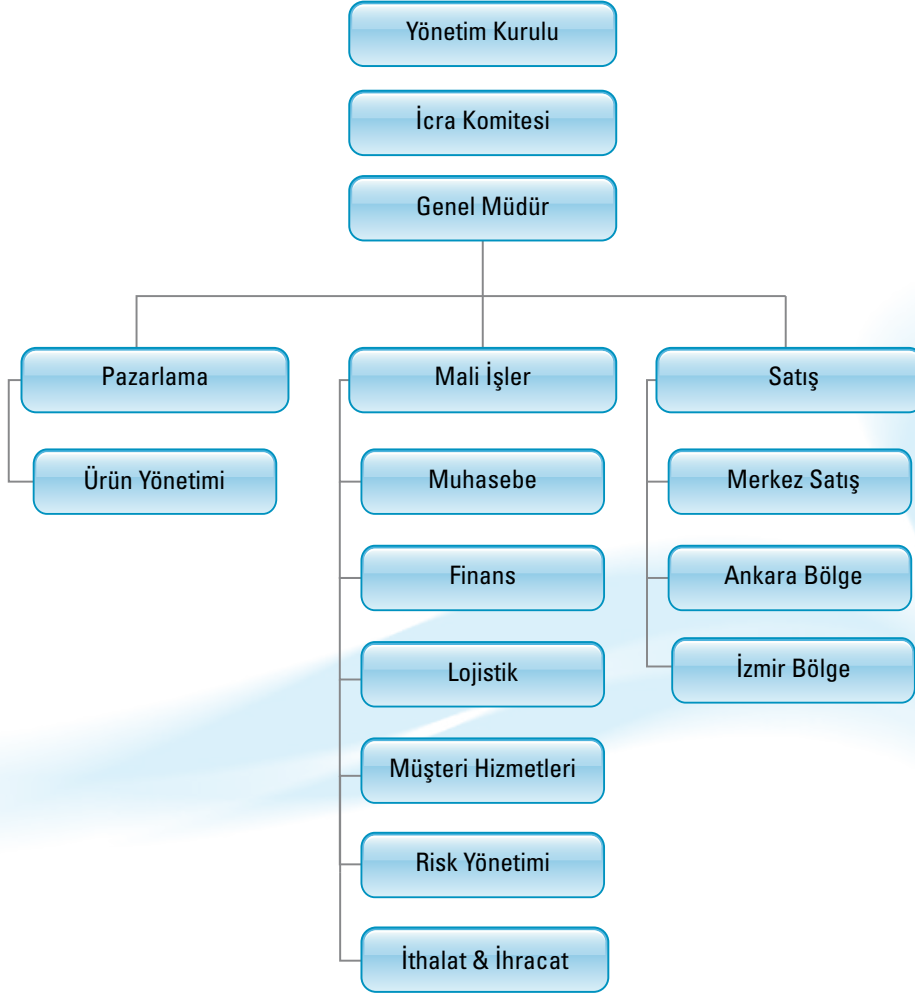 Yönetim Kurulu
İcra Komitesi
Genel Müdür
Pazarlama
Ürün Yönetimi
Mali İşler
Muhasebe
Finans
Lojistik
Müşteri Hizmetleri
Risk Yönetimi
İthalat & İhracat
Satış
Merkez Satış
Ankara Bölge
İzmir Bölge